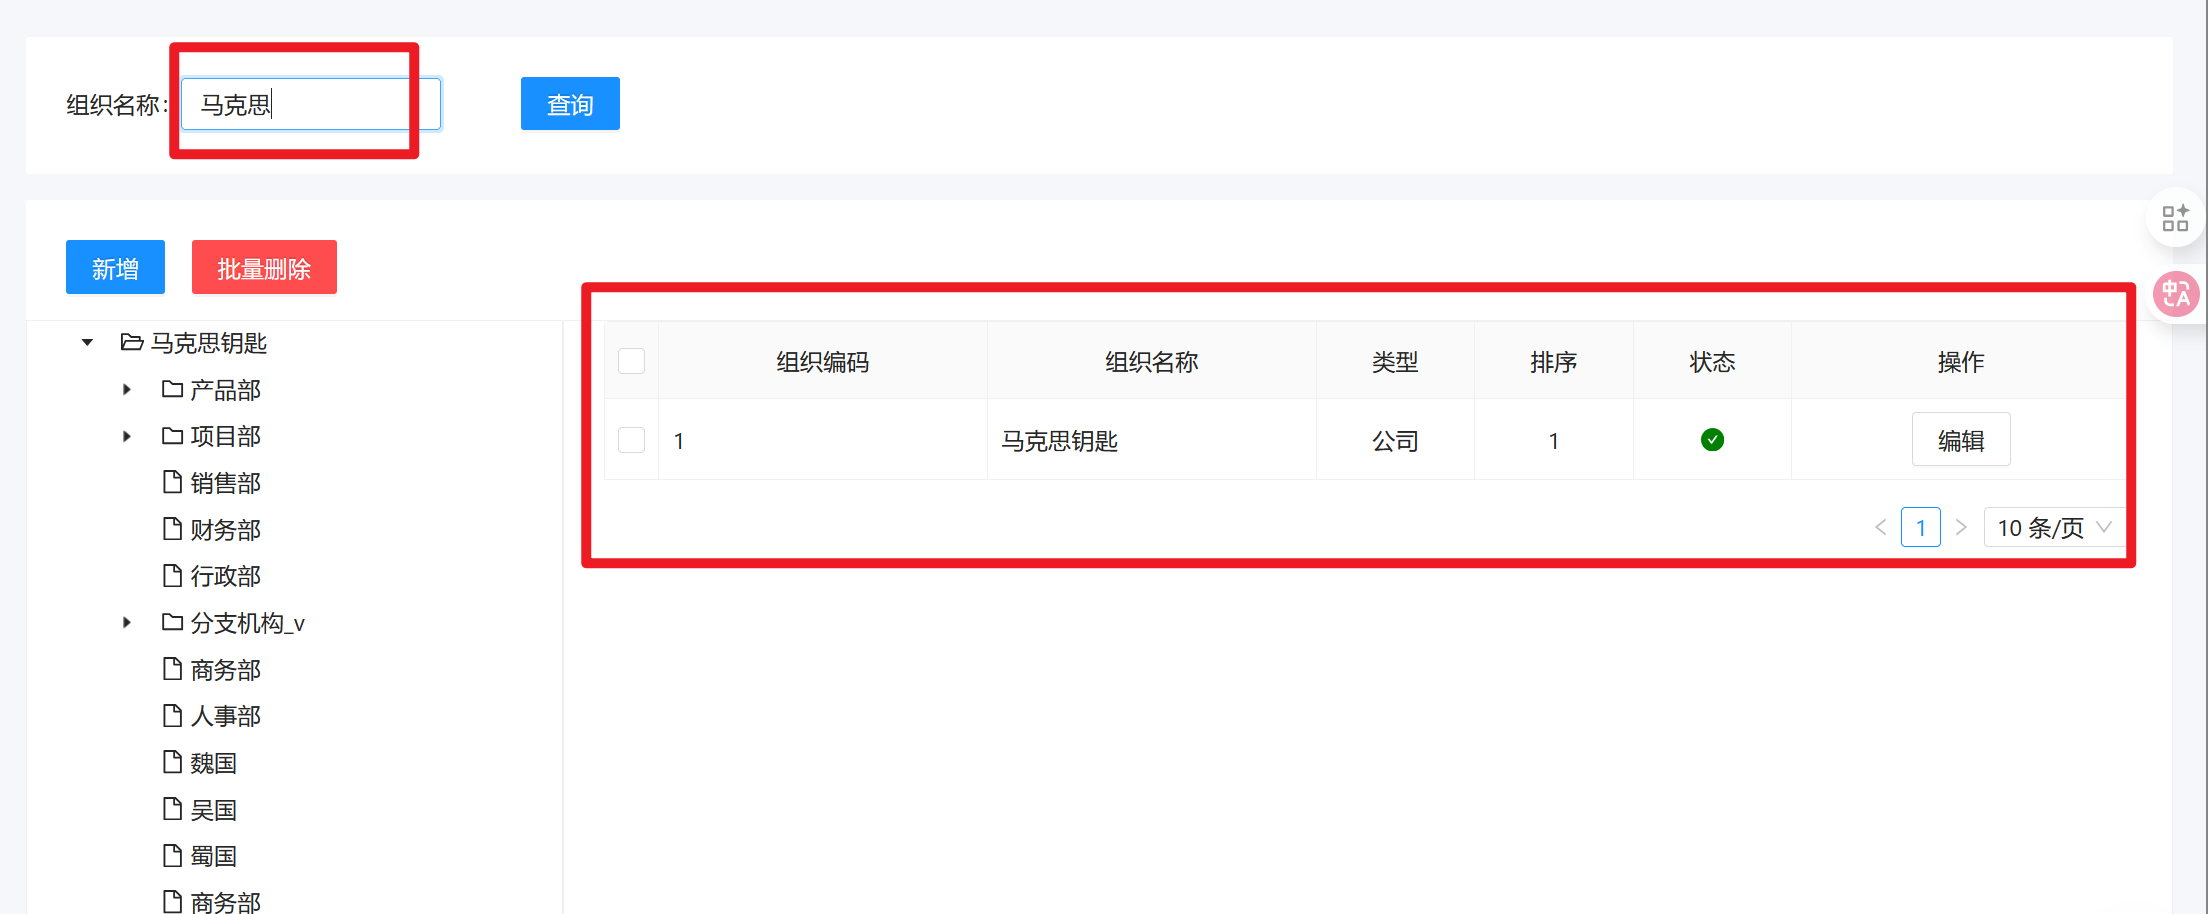 组织名称: 马克思 查询
新增 批量删除
马克思钥匙
产品部
项目部
销售部
财务部
行政部
分支机构_v
商务部
人事部
魏国
吴国
蜀国
商务部
组织编码 组织名称 类型 排序 状态 操作
1 马克思钥匙 公司 1 编辑
1 10 条/页
中 A